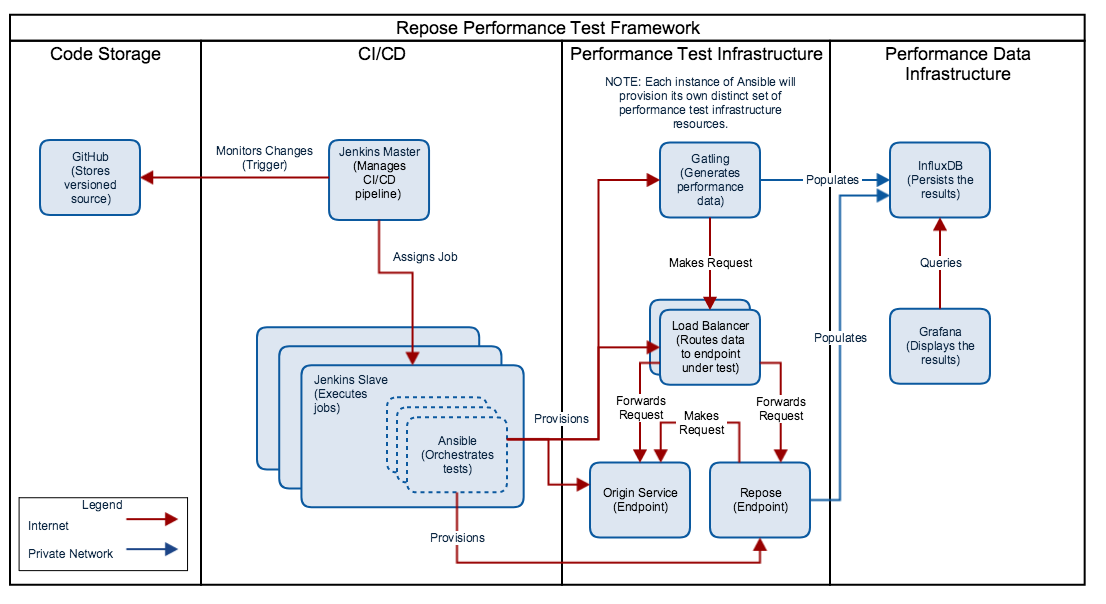 Repose Performance Test Framework
Code Storage
CI/CD
Performance Test Infrastructure
Performance Data
Infrastructure
NOTE: Each instance of Ansible will
provision its own distinct set of
performance test infrastructure
resources.
GitHub
(Stores
versioned
source)
Monitors Changes
(Trigger)
Jenkins Master
(Manages
CI/CD
pipeline)
Gatling
(Generates
performance
data)
Populates
InfluxDB
(Persists the
results)
Assigns Job
Makes Request
Queries
Load Balancer
(Routes data
to endpoint
under test)
Populates
Grafana
(Displays the
results)
Jenkins Slave
(Executes
jobs)
Ansible
(Orchestrates
tests)
Provisions
Forwards
Request
Makes
Request
Forwards
Request
Origin Service
(Endpoint)
Repose
(Endpoint)
Provisions
Legend
Internet
Private Network